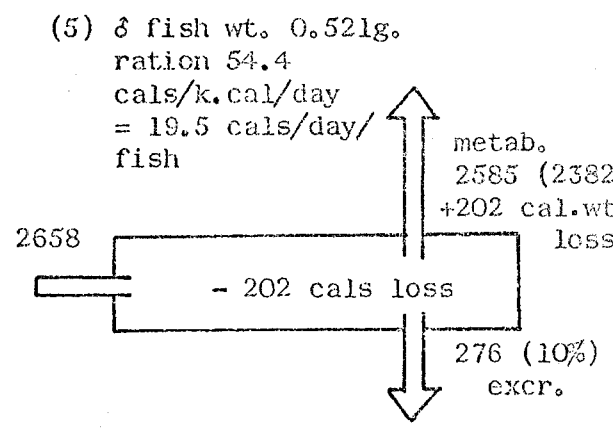 (5) ♂ fish wt. 0.521g.
ration 54.4
cals/k.cal/day
= 19.5 cals/day/
fish
metab.
2585 (2382
+202 cal.wt
loss
2658
- 202 cals loss
276 (10%)
excr.